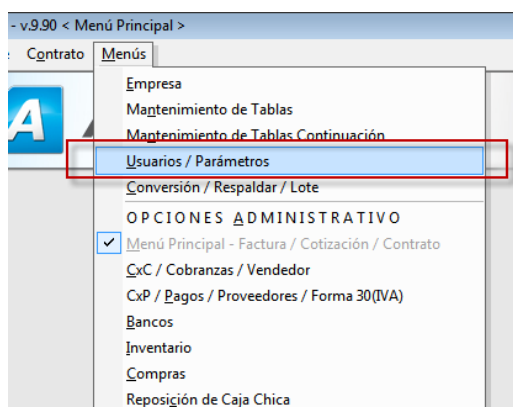 - v.9.90 < Menú Principal >
Contrato Menús
Empresa
Mantenimiento de Tablas
Mantenimiento de Tablas Continuación
Usuarios / Parámetros
Conversión / Respaldar / Lote
O P C I O N E S A D M I N I S T R A T I V O
Menú Principal - Factura / Cotización / Contrato
CxC / Cobranzas / Vendedor
CxP / Pagos / Proveedores / Forma 30(IVA)
Bancos
Inventario
Compras
Reposición de Caja Chica